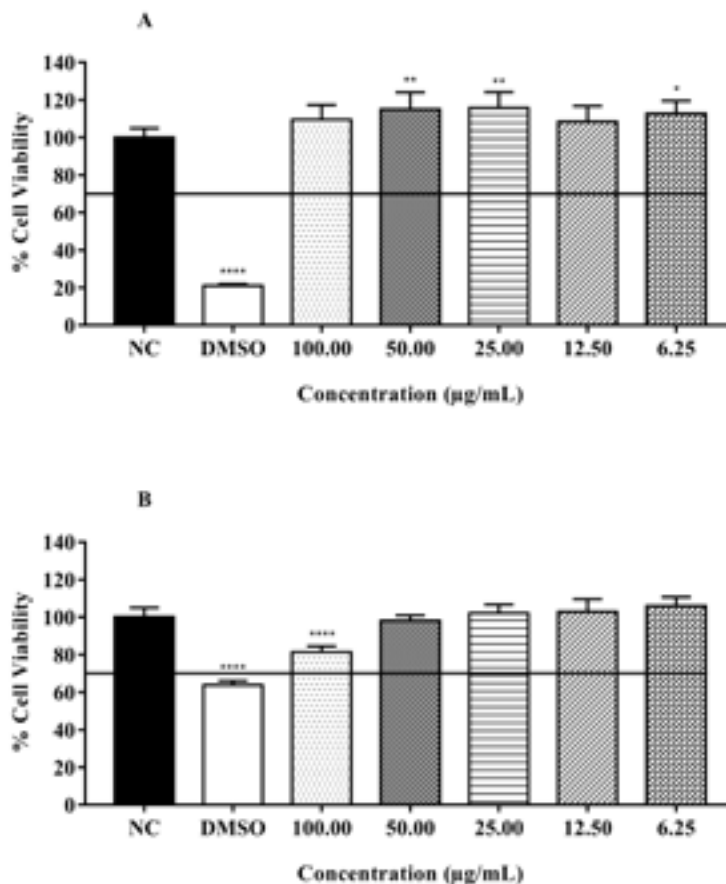 A
140
120
100
80
60
40
20
0
% Cell Viability
** ** *
****
NC DMSO 100.00 50.00 25.00 12.50 6.25
Concentration (µg/mL)
B
140
120
100
80
60
40
20
0
% Cell Viability
**** ****
NC DMSO 100.00 50.00 25.00 12.50 6.25
Concentration (µg/mL)